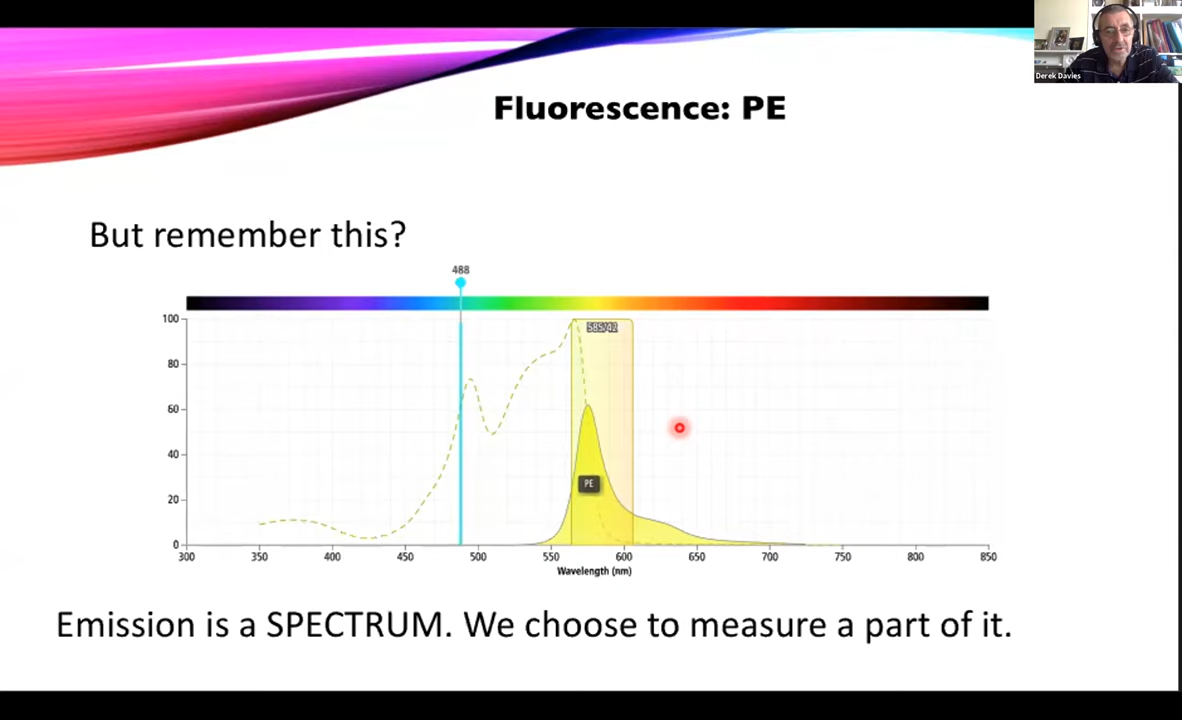 Derek Davies
Fluorescence: PE
But remember this?
488
100
585/42
80
60
40
PE
20
0
300 350 400 450 500 550 600 650 700 750 800 850
Wavelength (nm)
Emission is a SPECTRUM. We choose to measure a part of it.